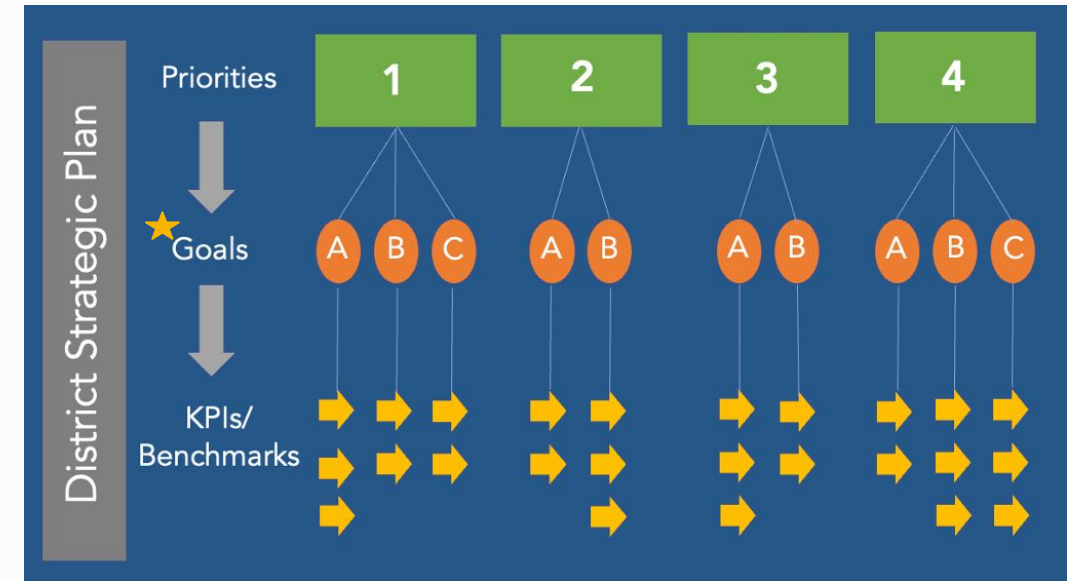 District Strategic Plan
Priorities
1
2
3
4
Goals
A
B
C
A
B
A
B
A
B
C
KPIs/
Benchmarks